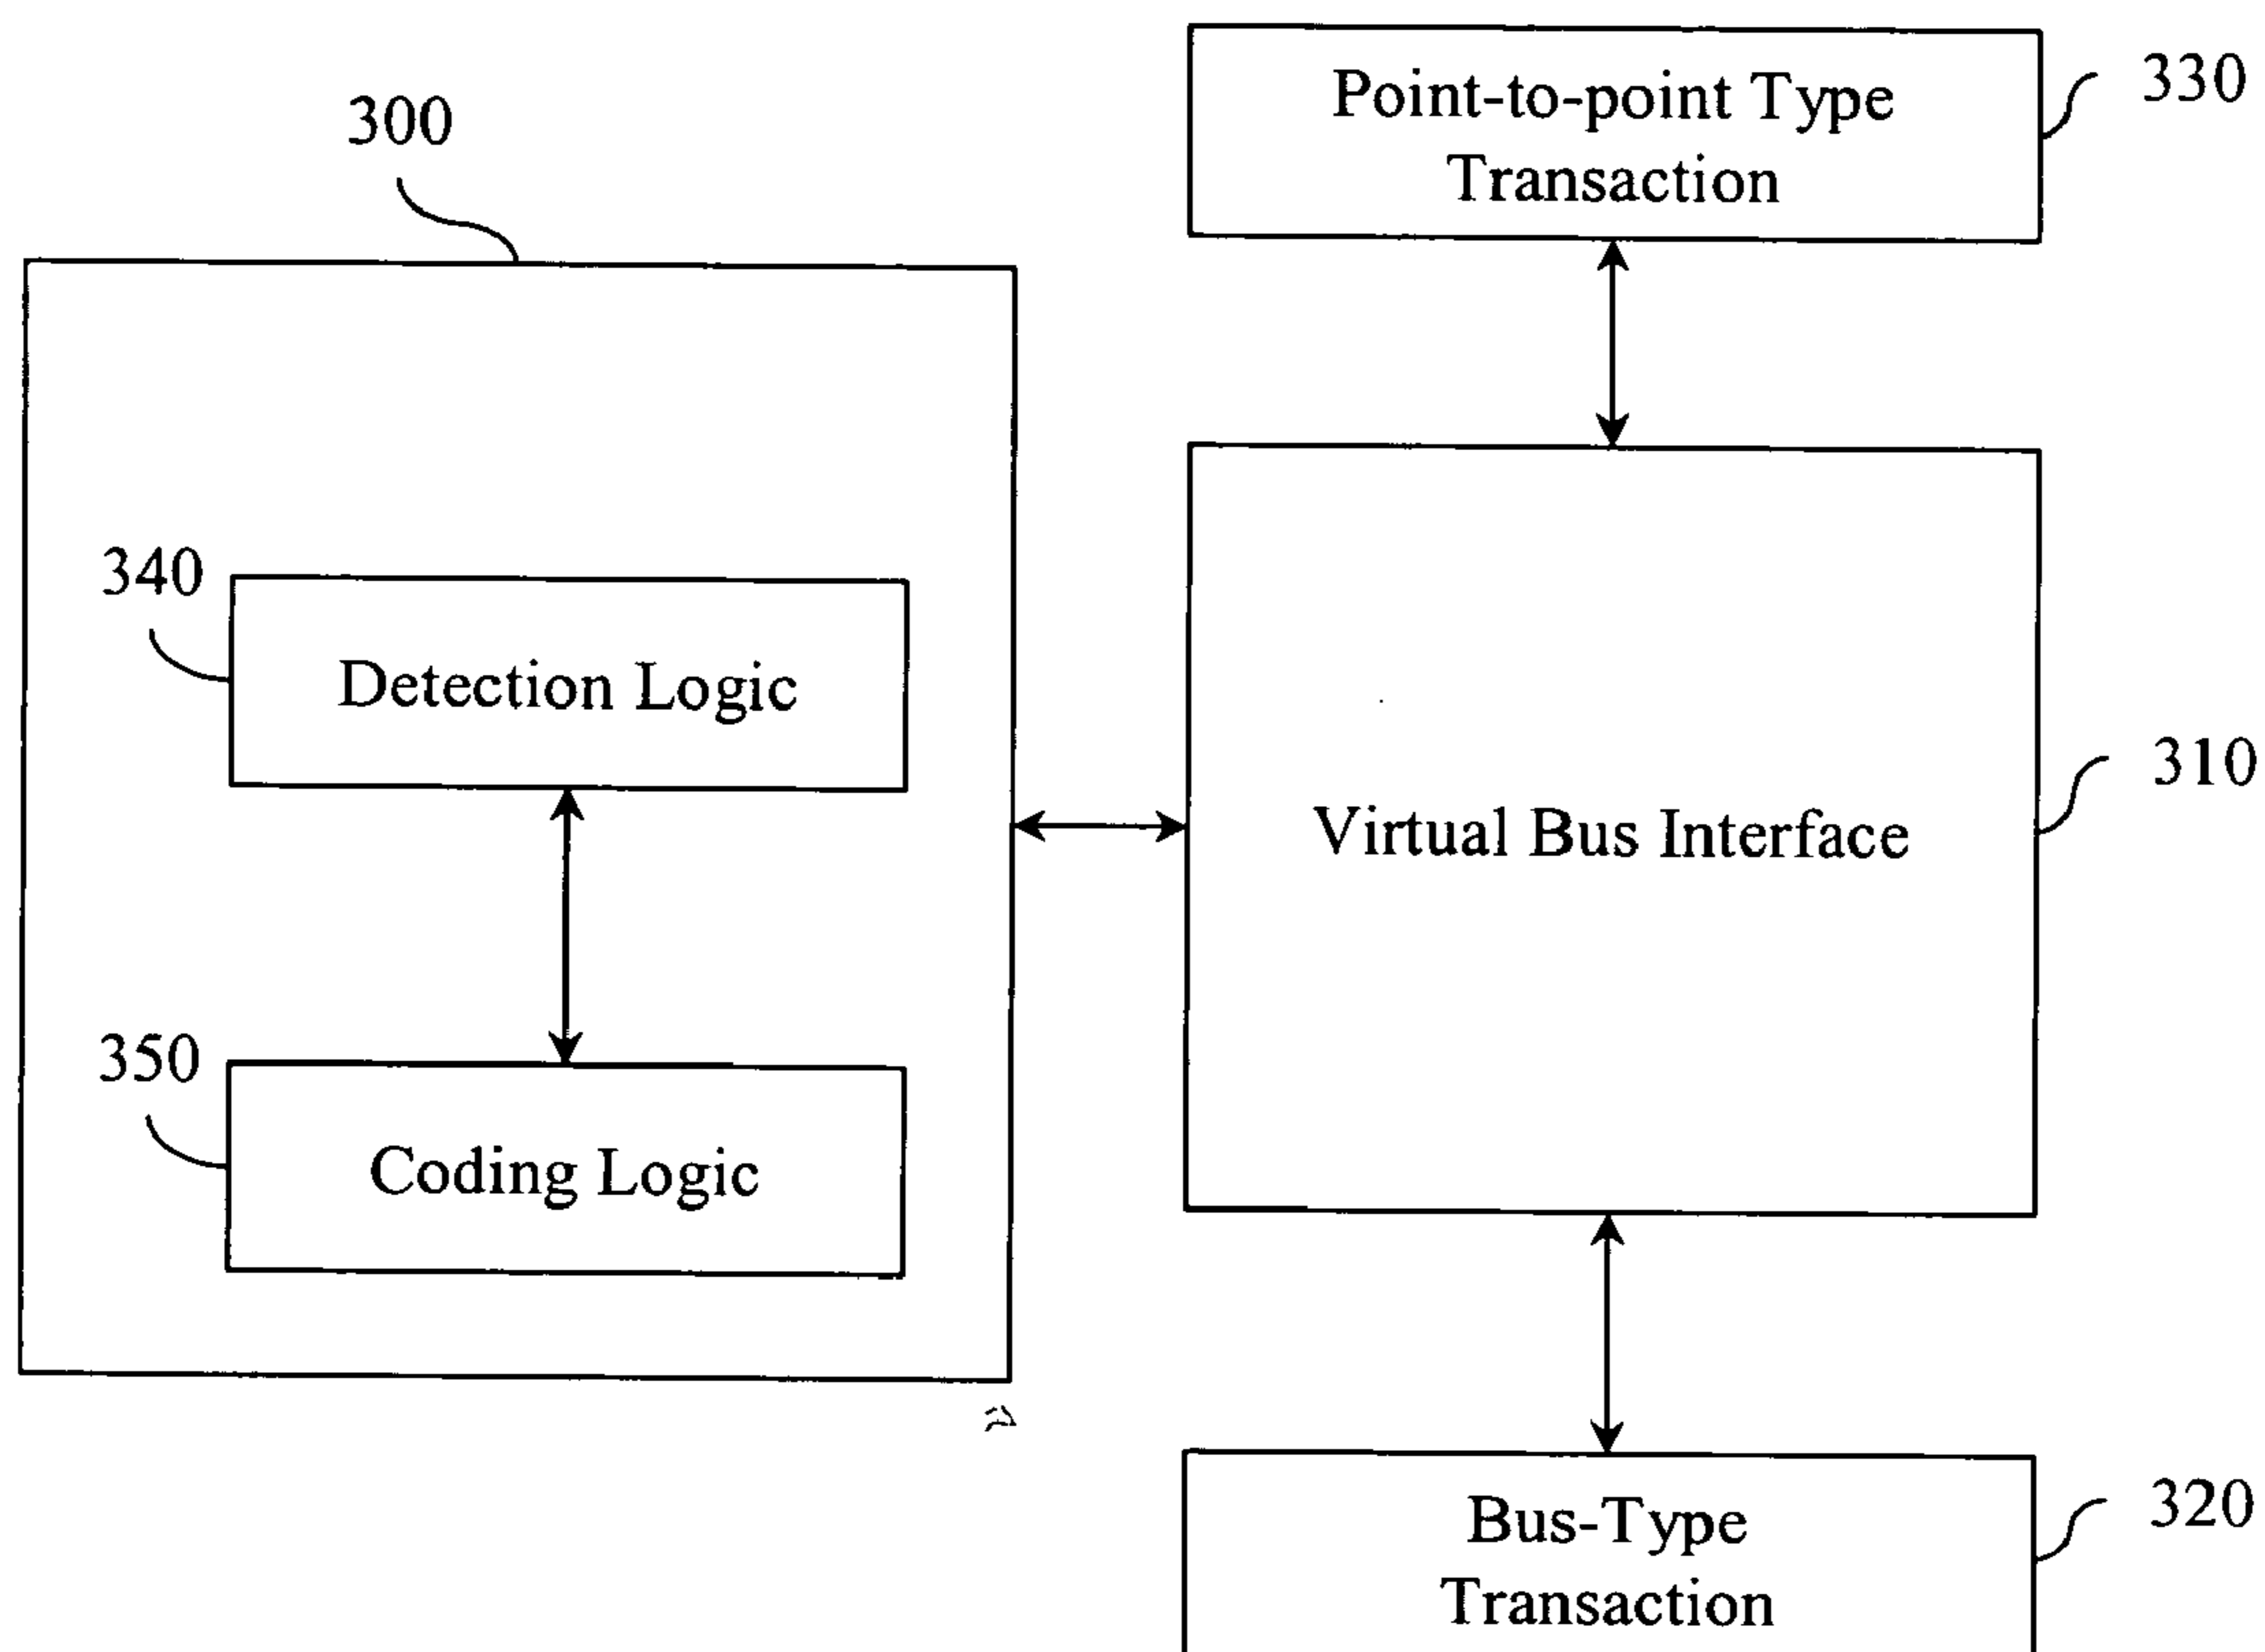 Point-to-point Type
Transaction
330
300
340
Detection Logic
310
Virtual Bus Interface
350
Coding Logic
Bus-Type
Transaction
320